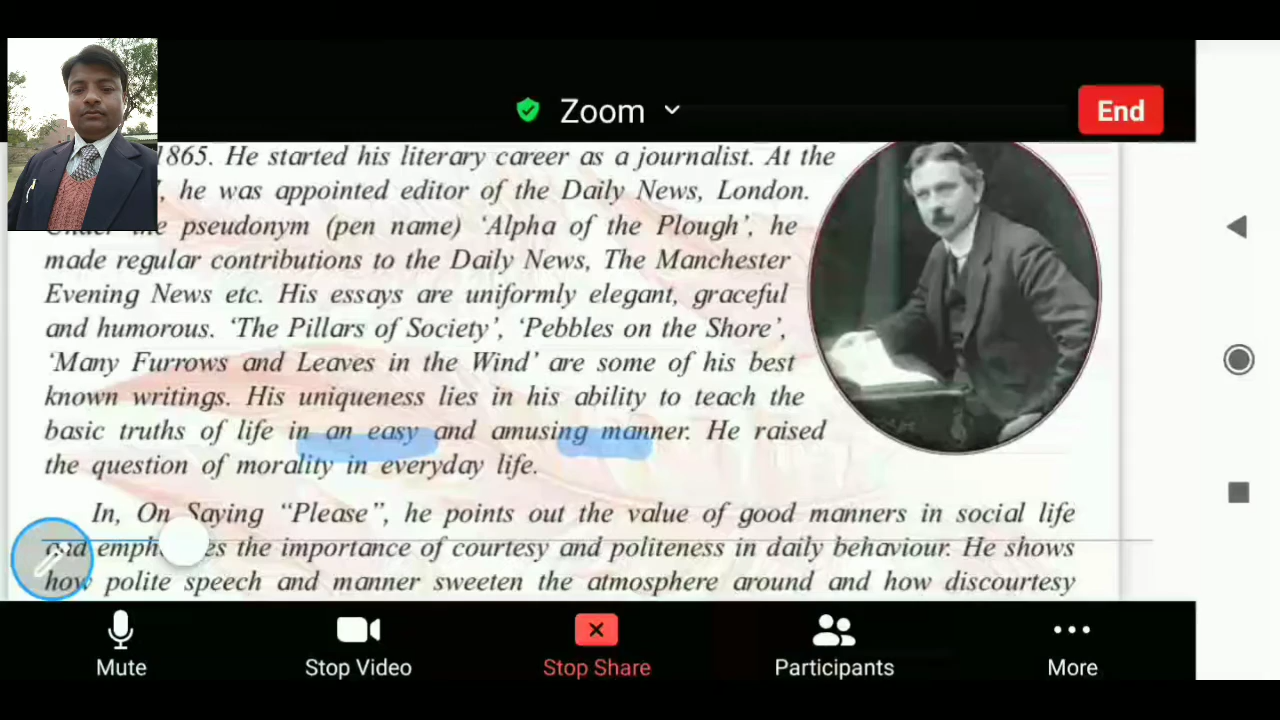 Zoom
End
1865. He started his literary career as a journalist. At the
he was appointed editor of the Daily News, London.
Under the pseudonym (pen name) ‘Alpha of the Plough’, he
made regular contributions to the Daily News, The Manchester
Evening News etc. His essays are uniformly elegant, graceful
and humorous. ‘The Pillars of Society’, ‘Pebbles on the Shore’,
‘Many Furrows and Leaves in the Wind’ are some of his best
known writings. His uniqueness lies in his ability to teach the
basic truths of life in an easy and amusing manner. He raised
the question of morality in everyday life.
In, On Saying “Please”, he points out the value of good manners in social life
and emphasises the importance of courtesy and politeness in daily behaviour. He shows
how polite speech and manner sweeten the atmosphere around and how discourtesy
Mute
Stop Video
Stop Share
Participants
More